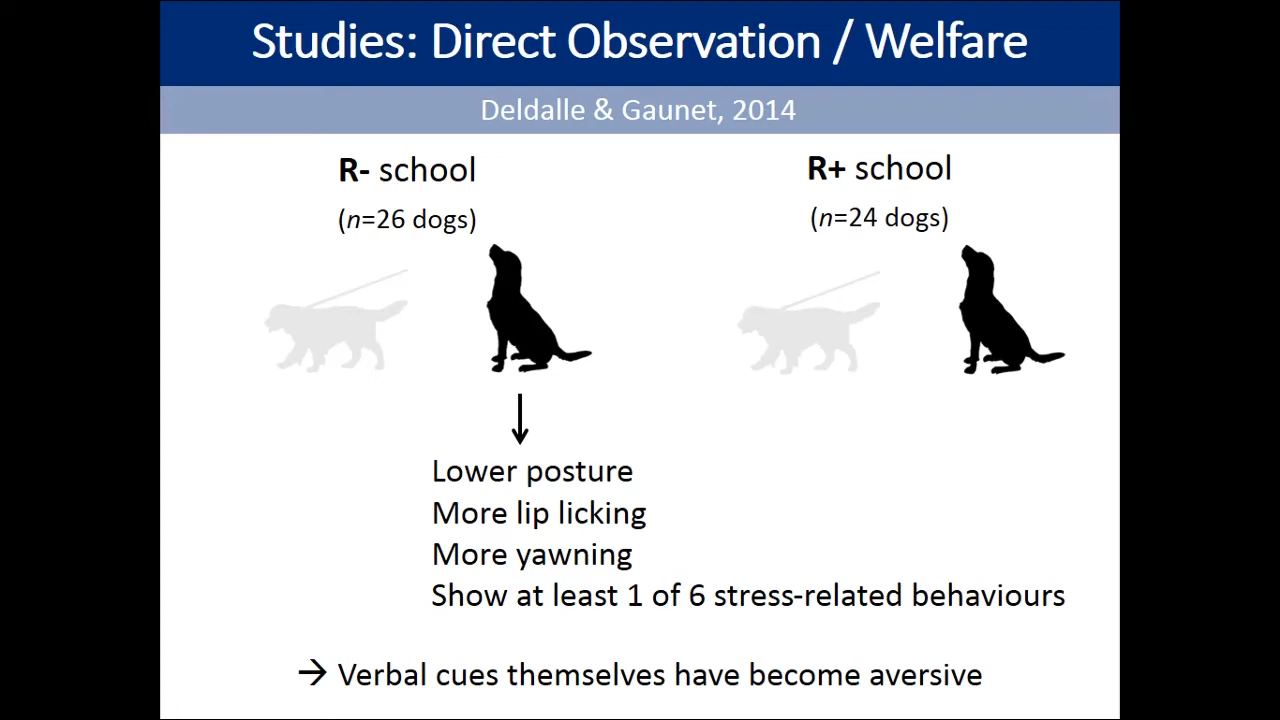 Studies: Direct Observation / Welfare
Deldalle & Gaunet, 2014
R- school
(n=26 dogs)
R+ school
(n=24 dogs)
Lower posture
More lip licking
More yawning
Show at least 1 of 6 stress-related behaviours
→ Verbal cues themselves have become aversive